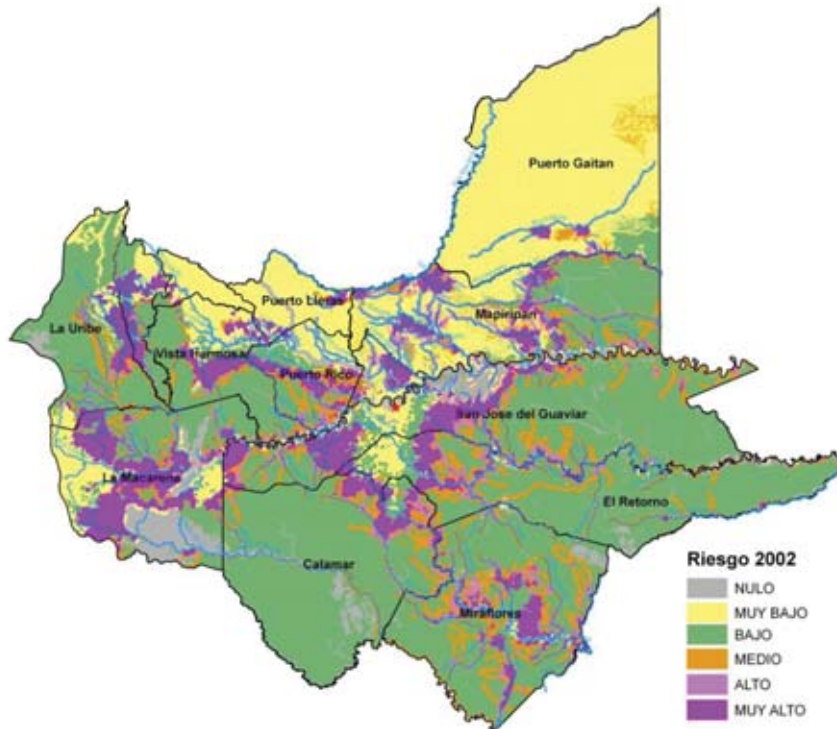 Puerto Gaitan
Puerto Lleras
Mapiripan
La Uribe
Vista Hermosa
Puerto Rico
San Jose del Guaviar
La Macarena
El Retorno
Calamar
Miraflores
Riesgo 2002
NULO
MUY BAJO
BAJO
MEDIO
ALTO
MUY ALTO